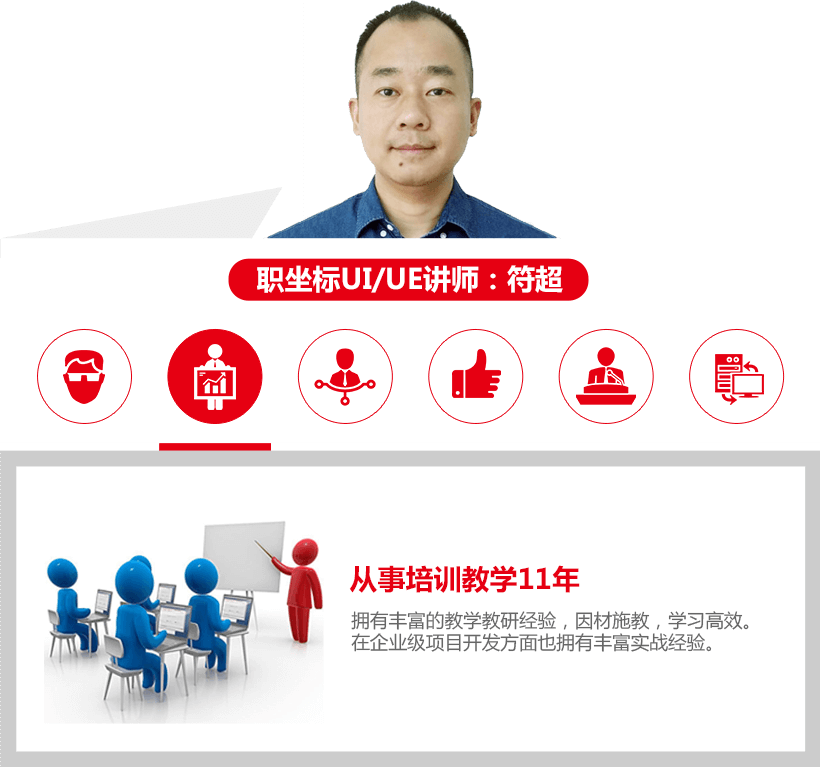 职坐标UI/UE讲师：符超
从事培训教学11年
拥有丰富的教学教研经验，因材施教，学习高效。
在企业级项目开发方面也拥有丰富实战经验。